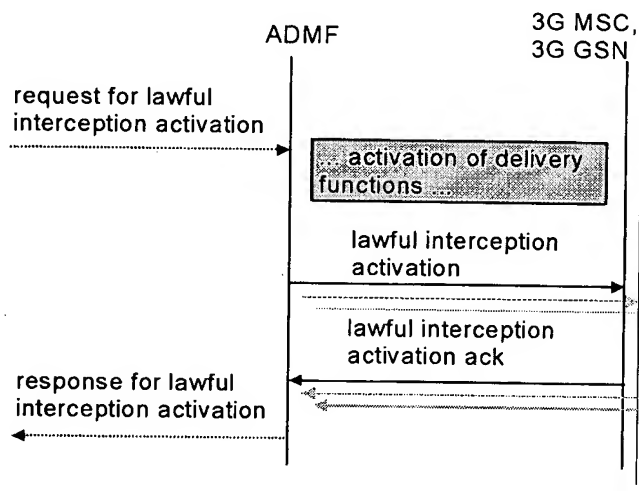 ADMF
3G MSC,
3G GSN
request for lawful
interception activation
... activation of delivery
functions ...
lawful interception
activation
lawful interception
activation ack
response for lawful
interception activation